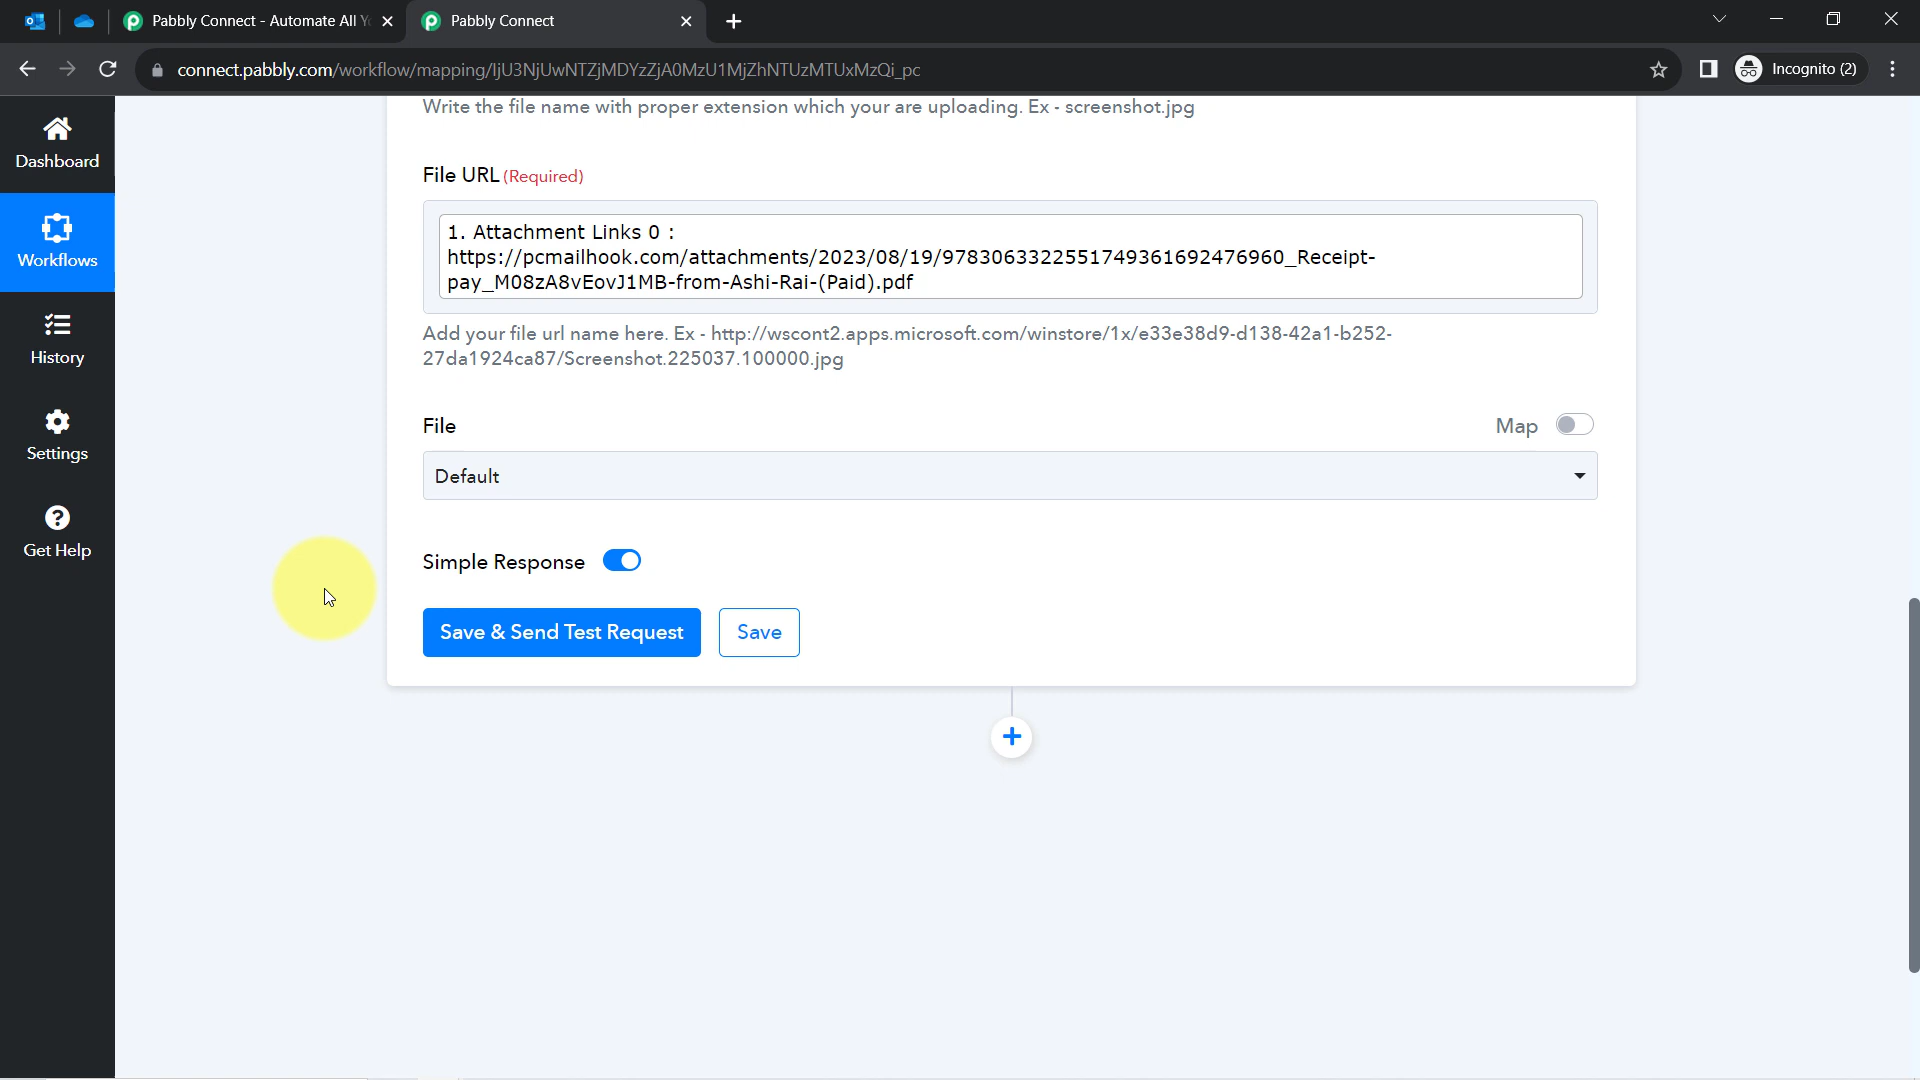 Pabbly Connect - Automate All Y
Pabbly Connect
connect.pabbly.com/workflow/mapping/IjU3NjUwNTZjMDYzZjA0MzU1MjZhNTUzMTUxMzQi_pc
Incognito (2)
Dashboard
Workflows
History
Settings
Get Help
Write the file name with proper extension which your are uploading. Ex - screenshot.jpg
File URL (Required)
1. Attachment Links 0 :
https://pcmailhook.com/attachments/2023/08/19/97830633225517493616924​76960_Receipt-
pay_M08zA8vEovJ1MB-from-Ashi-Rai-(Paid).pdf
Add your file url name here. Ex - http://wscont2.apps.microsoft.com/winstore/1x/e33e38d9-d138-42a1-b252-
27da1924ca87/Screenshot.225037.100000.jpg
File
Map
Default
Simple Response
Save & Send Test Request
Save